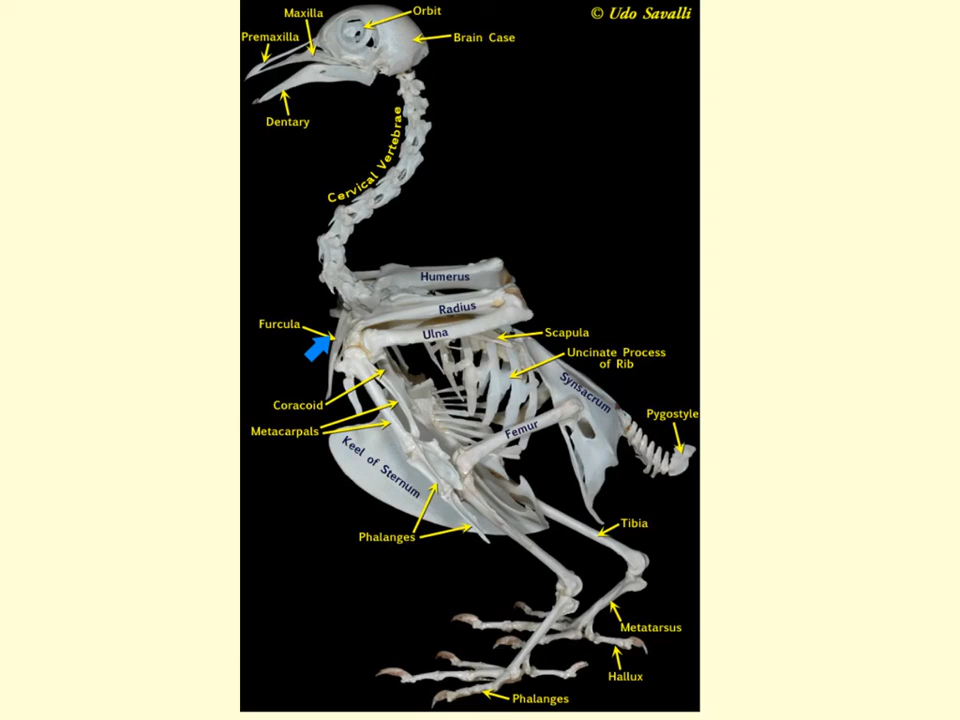 © Udo Savalli
Maxilla
Orbit
Premaxilla
Brain Case
Dentary
Cervical Vertebrae
Humerus
Radius
Furcula
Ulna
Scapula
Uncinate Process
of Rib
Synsacrum
Coracoid
Pygostyle
Metacarpals
Femur
Keel of Sternum
Tibia
Phalanges
Metatarsus
Hallux
Phalanges